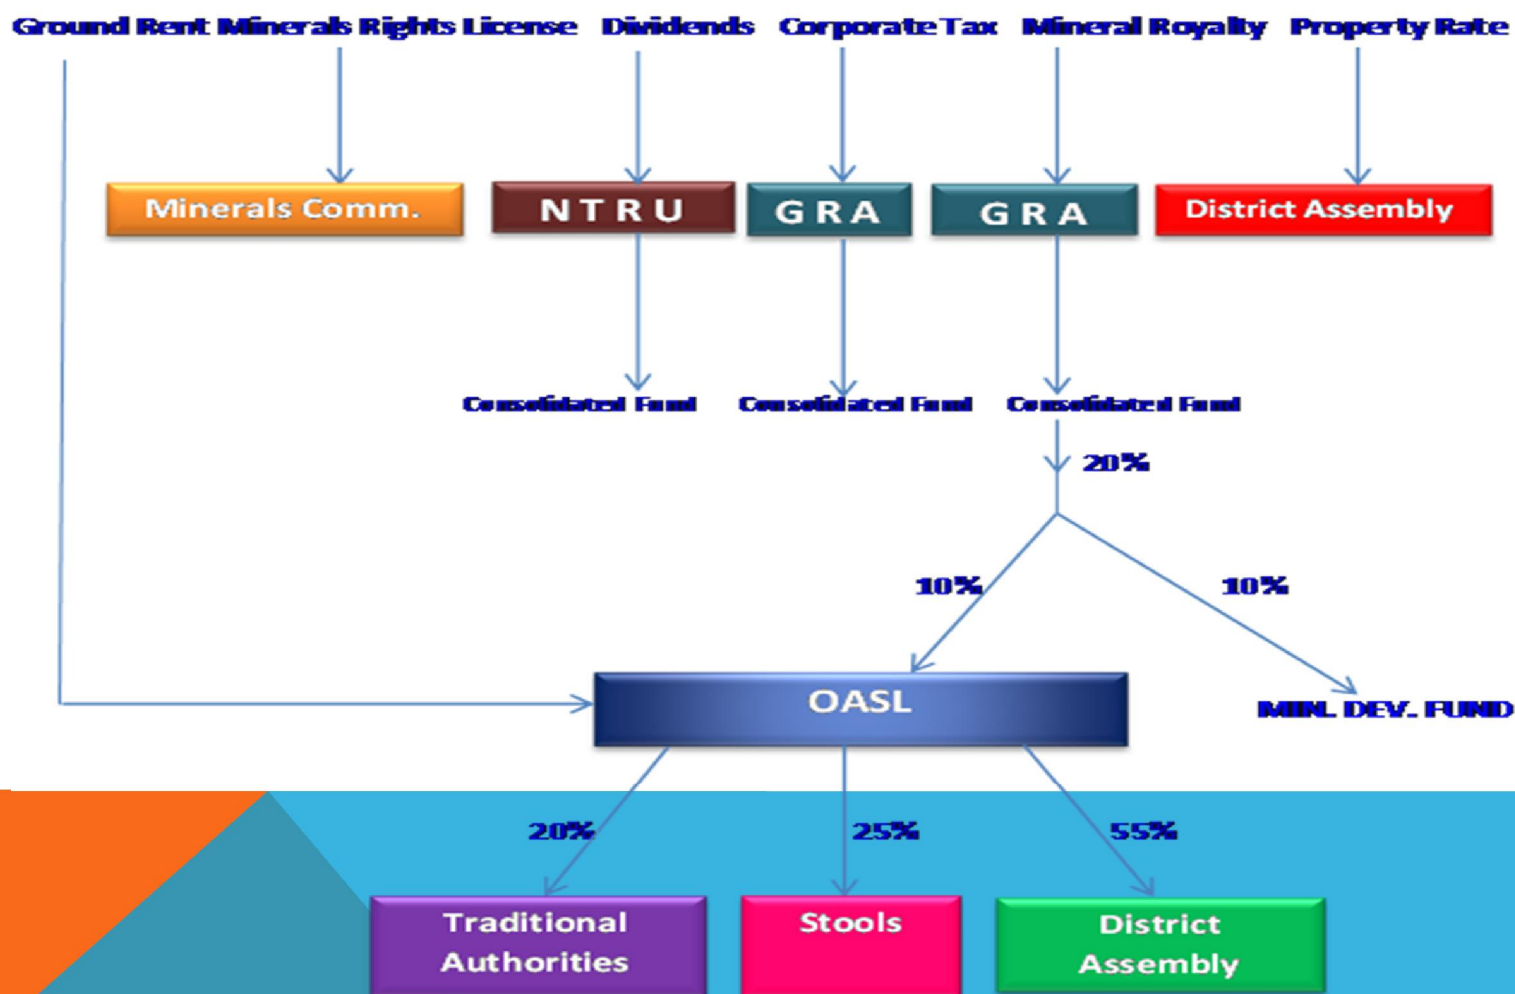 Ground Rent Minerals Rights License Dividends Corporate Tax Mineral Royalty Property Rate
Minerals Comm.
N T R U
G R A
G R A
District Assembly
Consolidated Fund
Consolidated Fund
Consolidated Fund
20%
10%
10%
OASL
MIN. DEV. FUND
20%
25%
55%
Traditional
Authorities
Stools
District
Assembly